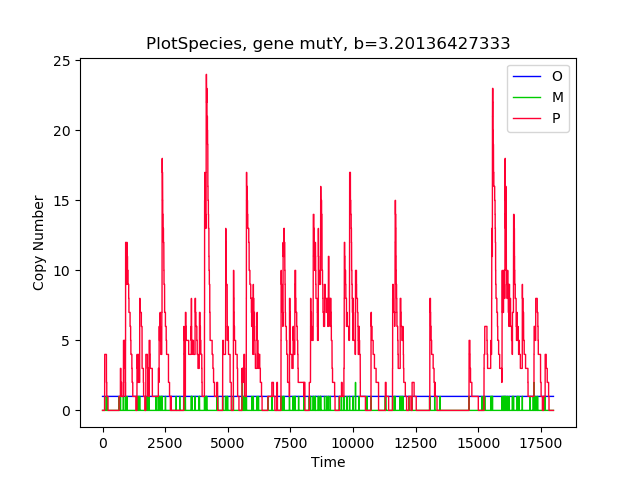 PlotSpecies, gene mutY, b=3.20136427333
25
20
15
10
5
0
Copy Number
O
M
P
0 2500 5000 7500 10000 12500 15000 17500
Time